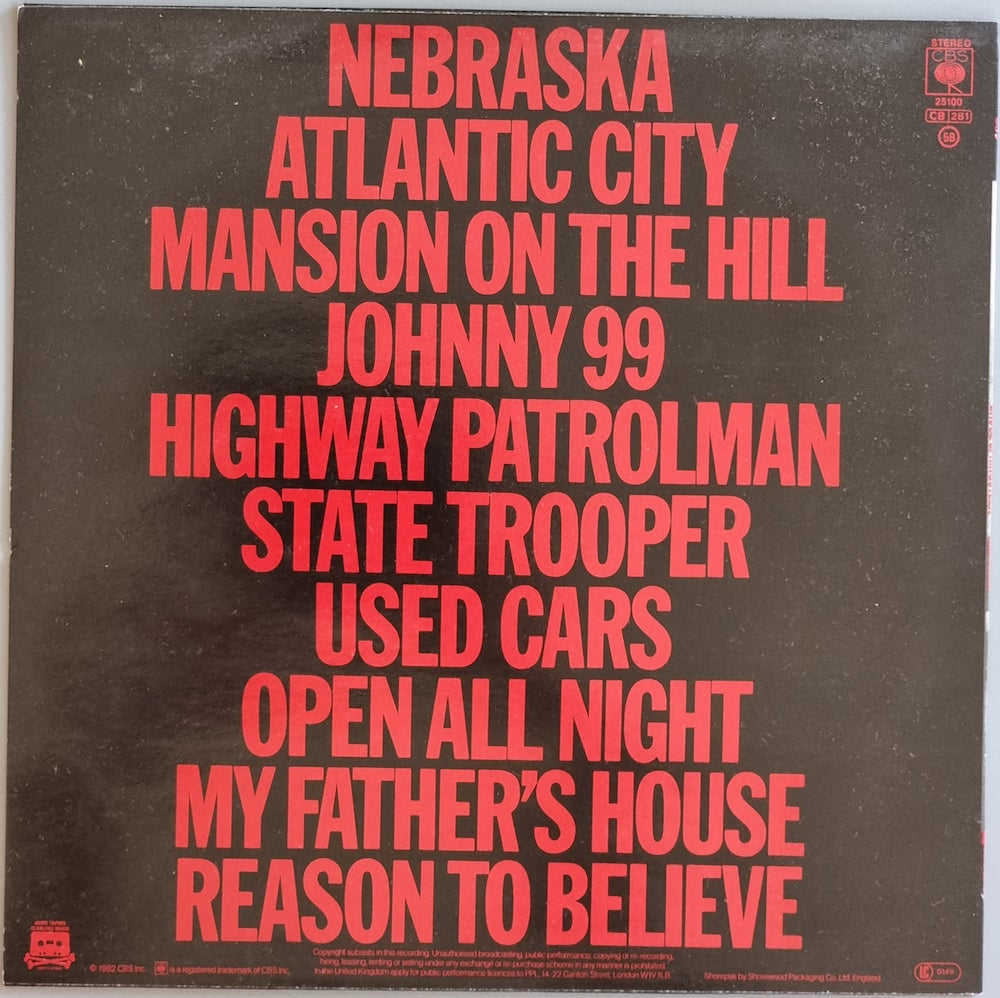 NEBRASKA
ATLANTIC CITY
MANSION ON THE HILL
JOHNNY 99
HIGHWAY PATROLMAN
STATE TROOPER
USED CARS
OPEN ALL NIGHT
MY FATHER'S HOUSE
REASON TO BELIEVE
STEREO
CBS
25100
CB 281
58
Copyright subsists in this recording. Unauthorised broadcasting, public performance, copying or re-recording,
hiring, leasing, renting or selling under any exchange or re-purchase scheme in any manner is prohibited.
In the United Kingdom apply for public performance licences to PPL, 14-22 Ganton Street, London W1V 1LB.
© 1982 CBS Inc.
is a registered trademark of CBS Inc.
Shorepak by Shorewood Packaging Co. Ltd. England.
LC 0149